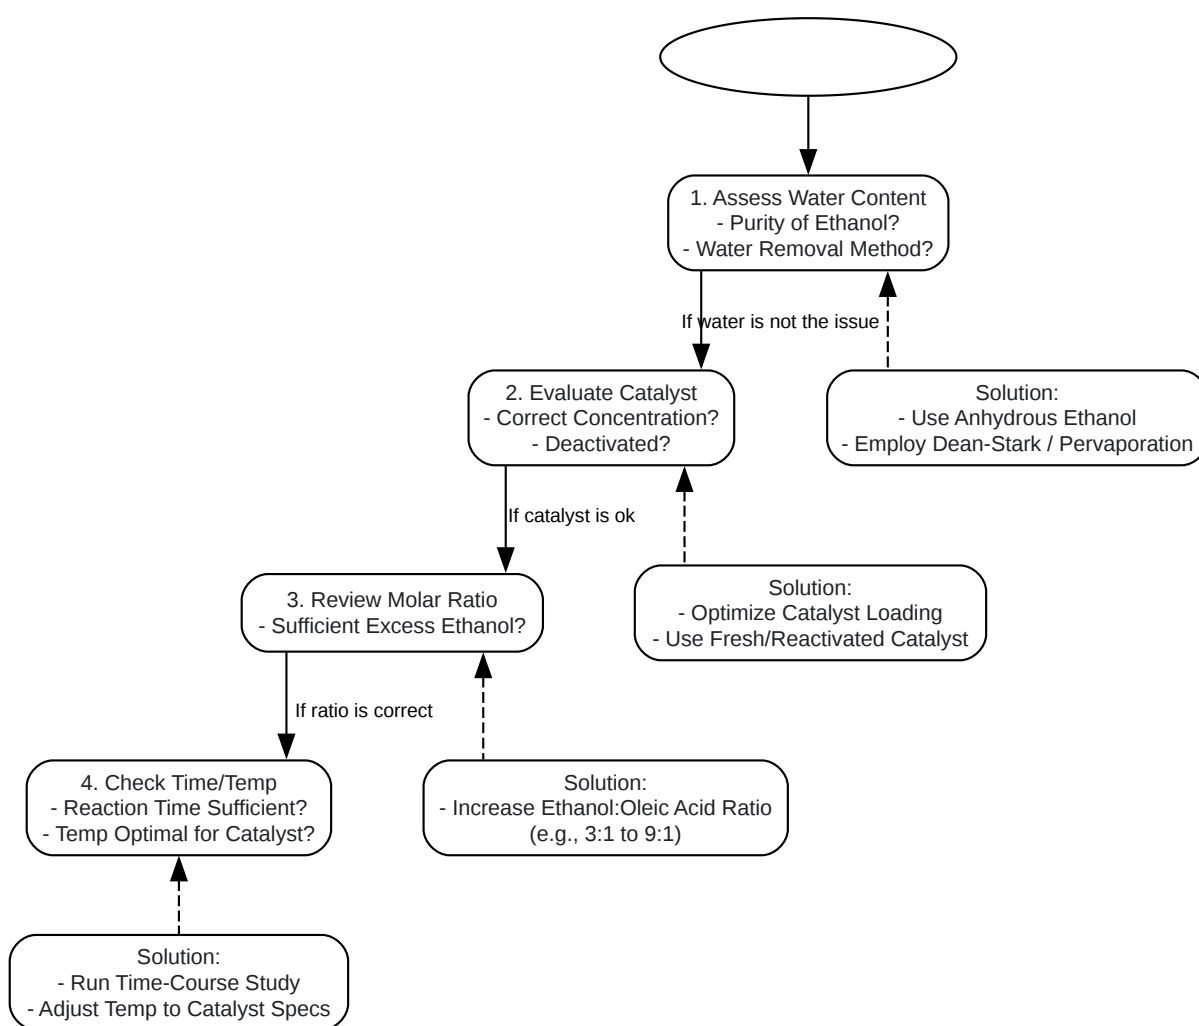 1. Assess Water Content
- Purity of Ethanol?
- Water Removal Method?
If water is not the issue
2. Evaluate Catalyst
- Correct Concentration?
- Deactivated?
Solution:
- Use Anhydrous Ethanol
- Employ Dean-Stark / Pervaporation
If catalyst is ok
3. Review Molar Ratio
- Sufficient Excess Ethanol?
Solution:
- Optimize Catalyst Loading
- Use Fresh/Reactivated Catalyst
If ratio is correct
4. Check Time/Temp
- Reaction Time Sufficient?
- Temp Optimal for Catalyst?
Solution:
- Increase Ethanol:Oleic Acid Ratio
(e.g., 3:1 to 9:1)
Solution:
- Run Time-Course Study
- Adjust Temp to Catalyst Specs